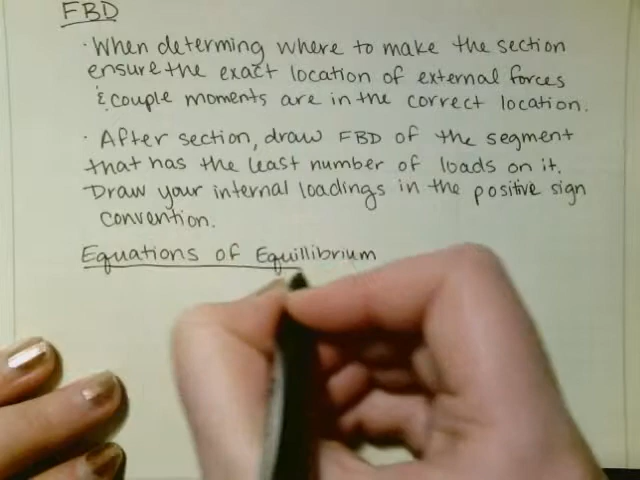 FBD
· When determining where to make the section
ensure the exact location of external forces
& couple moments are in the correct location.
· After section, draw FBD of the segment
that has the least number of loads on it.
Draw your internal loadings in the positive sign
convention.
Equations of Equillibrium